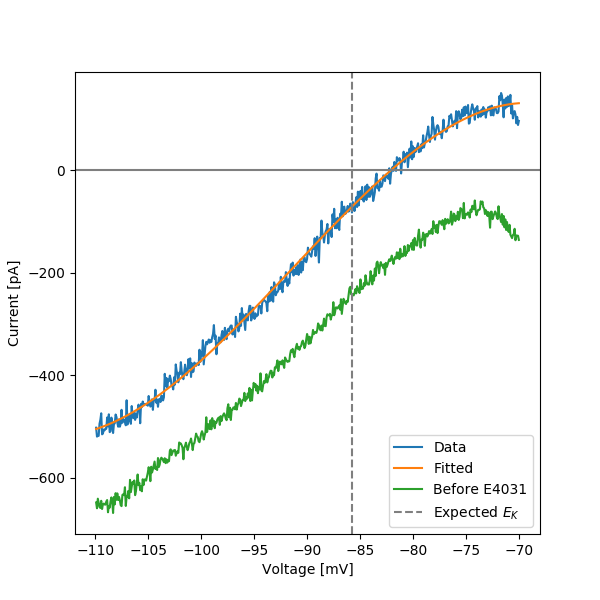 0
−200
−400
−600
Current [pA]
−110
−105
−100
−95
−90
−85
−80
−75
−70
Voltage [mV]
Data
Fitted
Before E4031
Expected E_K